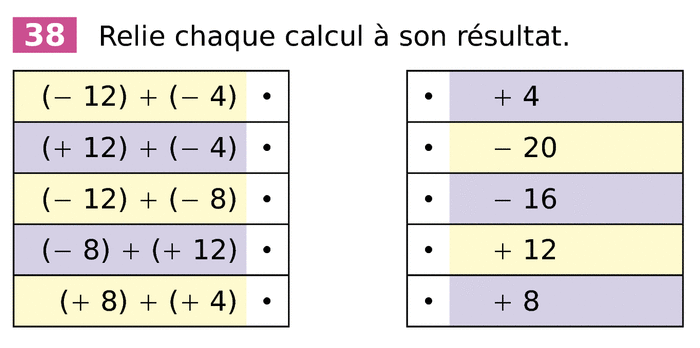 38 Relie chaque calcul à son résultat.
(− 12) + (− 4) • • + 4
(+ 12) + (− 4) • • − 20
(− 12) + (− 8) • • − 16
(− 8) + (+ 12) • • + 12
(+ 8) + (+ 4) • • + 8